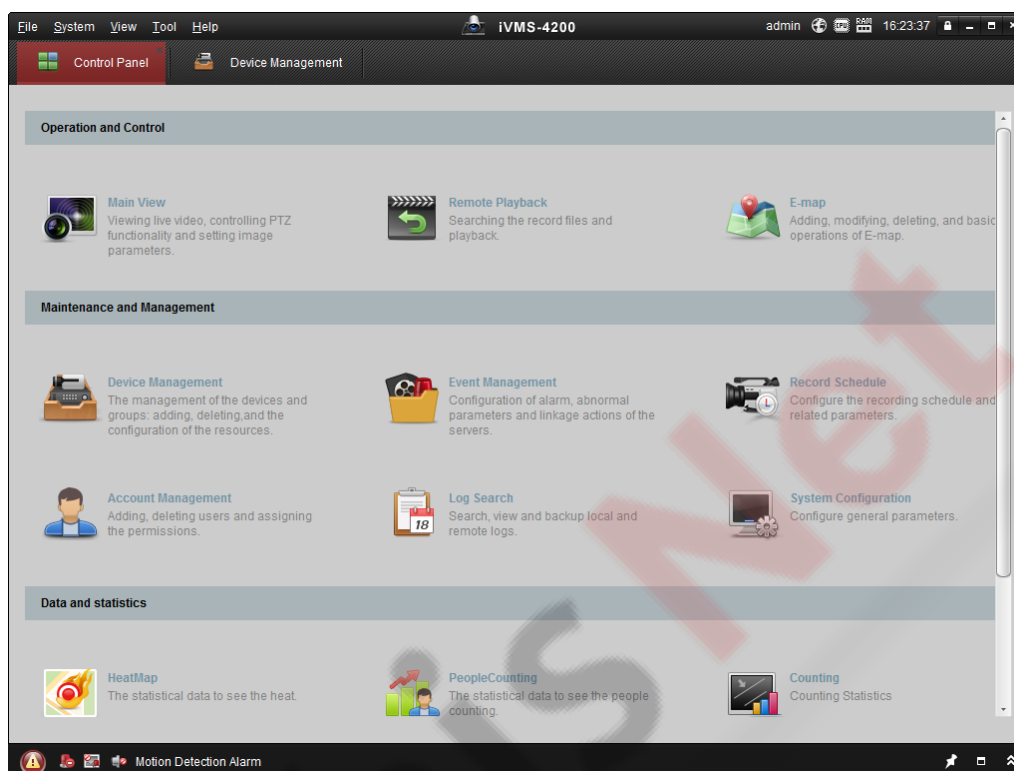 File System View Tool Help iVMS-4200 admin CPU RAM 16:23:37
Control Panel Device Management
Operation and Control
Main View
Viewing live video, controlling PTZ
functionality and setting image
parameters.
Remote Playback
Searching the record files and
playback.
E-map
Adding, modifying, deleting, and basic
operations of E-map.
Maintenance and Management
Device Management
The management of the devices and
groups: adding, deleting,and the
configuration of the resources.
Event Management
Configuration of alarm, abnormal
parameters and linkage actions of the
servers.
Record Schedule
Configure the recording schedule and
related parameters.
Account Management
Adding, deleting users and assigning
the permissions.
18
Log Search
Search, view and backup local and
remote logs.
System Configuration
Configure general parameters.
Data and statistics
HeatMap
The statistical data to see the heat.
PeopleCounting
The statistical data to see the people
counting.
Counting
Counting Statistics
Motion Detection Alarm
isNet